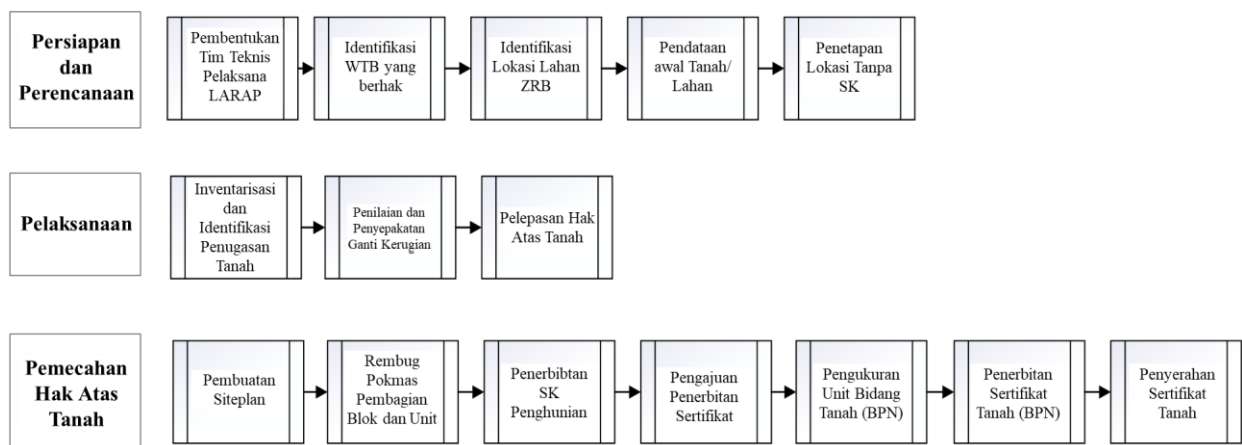 Persiapan
dan
Perencanaan
Pembentukan
Tim Teknis
Pelaksana
LARAP
Identifikasi
WTB yang
berhak
Identifikasi
Lokasi Lahan
ZRB
Pendataan
awal Tanah/
Lahan
Penetapan
Lokasi Tanpa
SK
Pelaksanaan
Inventarisasi
dan
Identifikasi
Penugasan
Tanah
Penilaian dan
Penyepakatan
Ganti Kerugian
Pelepasan Hak
Atas Tanah
Pemecahan
Hak Atas
Tanah
Pembuatan
Siteplan
Rembug
Pokmas
Pembagian
Blok dan Unit
Penerbibtan
SK
Penghunian
Pengajuan
Penerbitan
Sertifikat
Pengukuran
Unit Bidang
Tanah (BPN)
Penerbitan
Sertifikat
Tanah (BPN)
Penyerahan
Sertifikat
Tanah